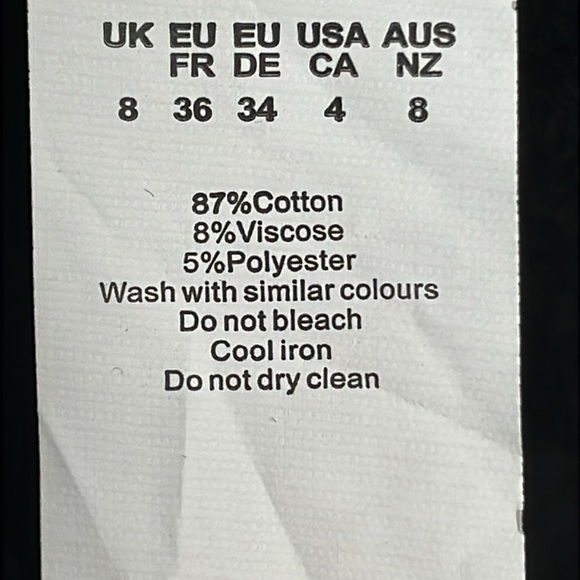 UK EU EU USA AUS
FR DE CA NZ
8 36 34 4 8
87%Cotton
8%Viscose
5%Polyester
Wash with similar colours
Do not bleach
Cool iron
Do not dry clean